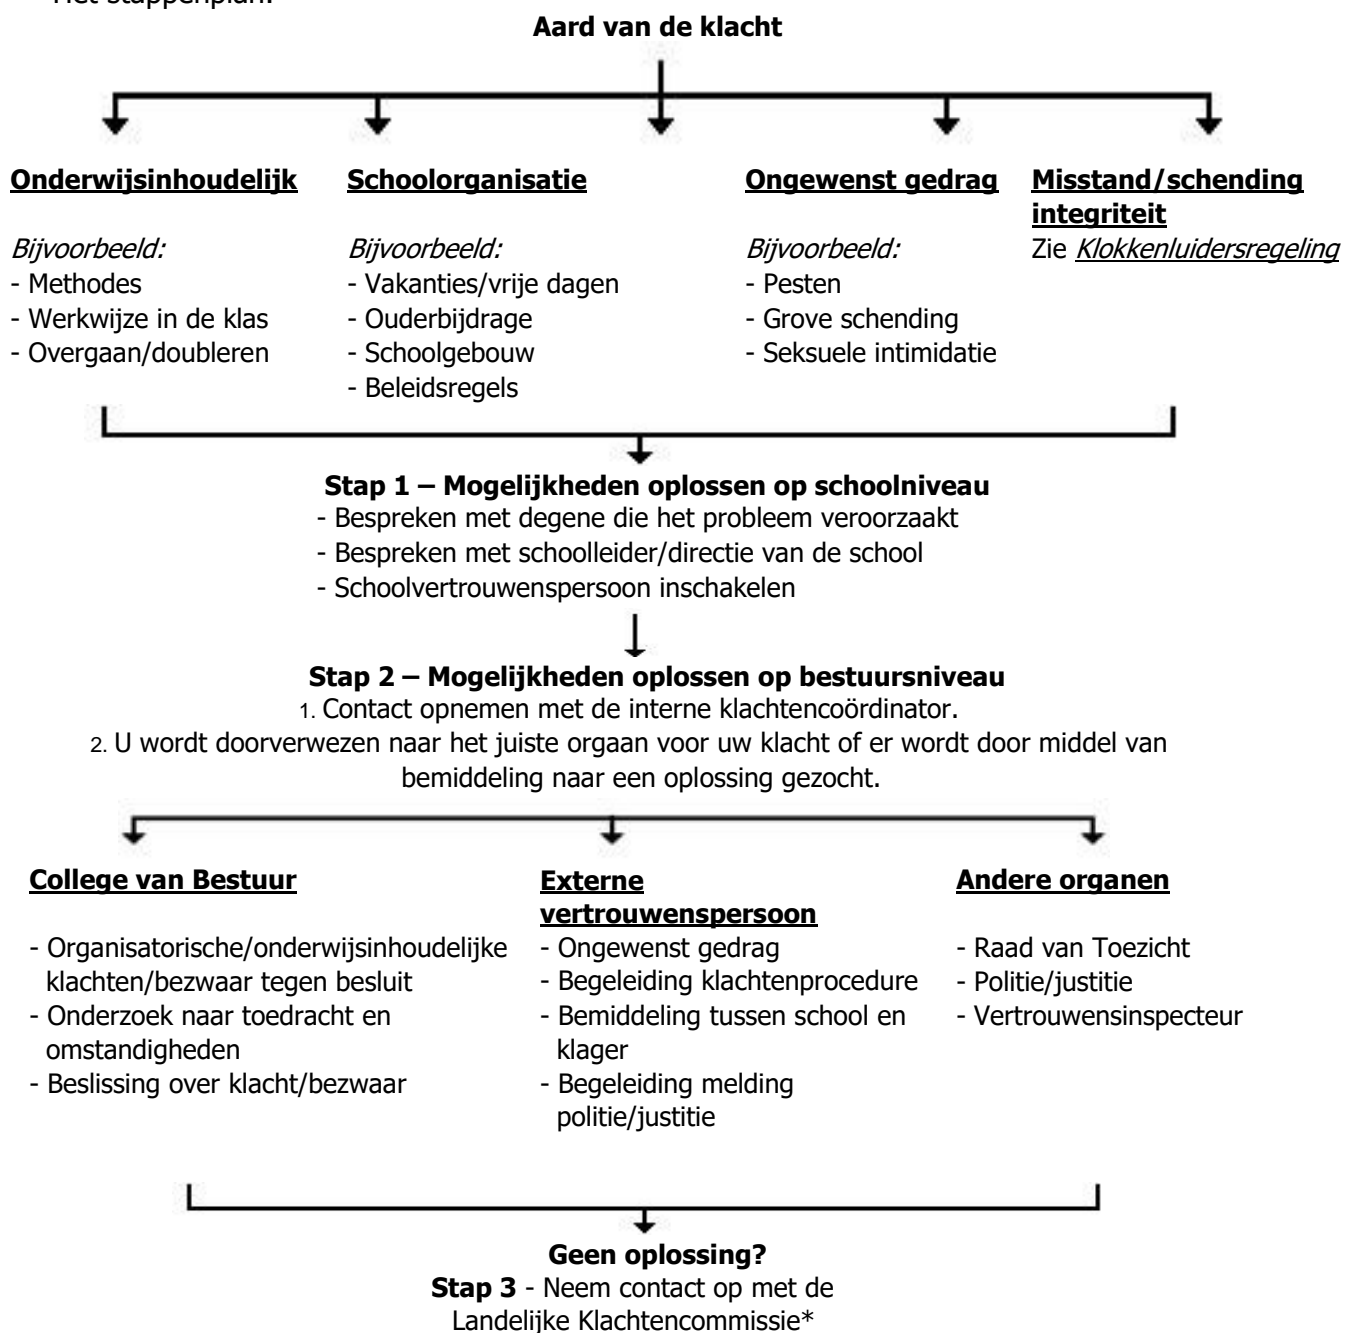 Het stappenplan:
Aard van de klacht
Onderwijsinhoudelijk
Bijvoorbeeld:
- Methodes
- Werkwijze in de klas
- Overgaan/doubleren
Schoolorganisatie
Bijvoorbeeld:
- Vakanties/vrije dagen
- Ouderbijdrage
- Schoolgebouw
- Beleidsregels
Ongewenst gedrag
Bijvoorbeeld:
- Pesten
- Grove schending
- Seksuele intimidatie
Misstand/schending
integriteit
Zie Klokkenluidersregeling
Stap 1 – Mogelijkheden oplossen op schoolniveau
- Bespreken met degene die het probleem veroorzaakt
- Bespreken met schoolleider/directie van de school
- Schoolvertrouwenspersoon inschakelen
Stap 2 – Mogelijkheden oplossen op bestuursniveau
1. Contact opnemen met de interne klachtencoördinator.
2. U wordt doorverwezen naar het juiste orgaan voor uw klacht of er wordt door middel van
bemiddeling naar een oplossing gezocht.
College van Bestuur
- Organisatorische/onderwijsinhoudelijke
klachten/bezwaar tegen besluit
- Onderzoek naar toedracht en
omstandigheden
- Beslissing over klacht/bezwaar
Externe
vertrouwenspersoon
- Ongewenst gedrag
- Begeleiding klachtenprocedure
- Bemiddeling tussen school en
klager
- Begeleiding melding
politie/justitie
Andere organen
- Raad van Toezicht
- Politie/justitie
- Vertrouwensinspecteur
Geen oplossing?
Stap 3 - Neem contact op met de
Landelijke Klachtencommissie*